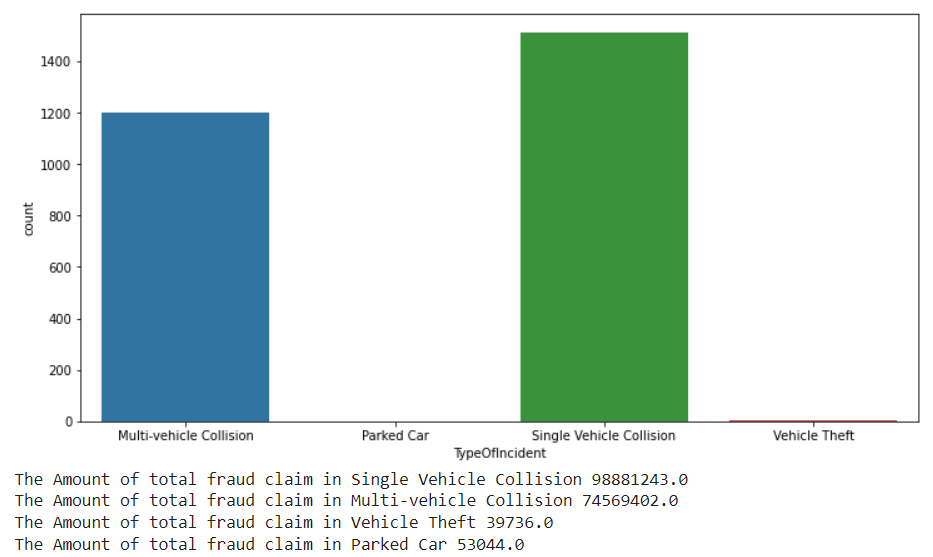 1400
1200
1000
800
600
400
200
0
count
Multi-vehicle Collision Parked Car Single Vehicle Collision Vehicle Theft
TypeOfIncident
The Amount of total fraud claim in Single Vehicle Collision 98881243.0
The Amount of total fraud claim in Multi-vehicle Collision 74569402.0
The Amount of total fraud claim in Vehicle Theft 39736.0
The Amount of total fraud claim in Parked Car 53044.0